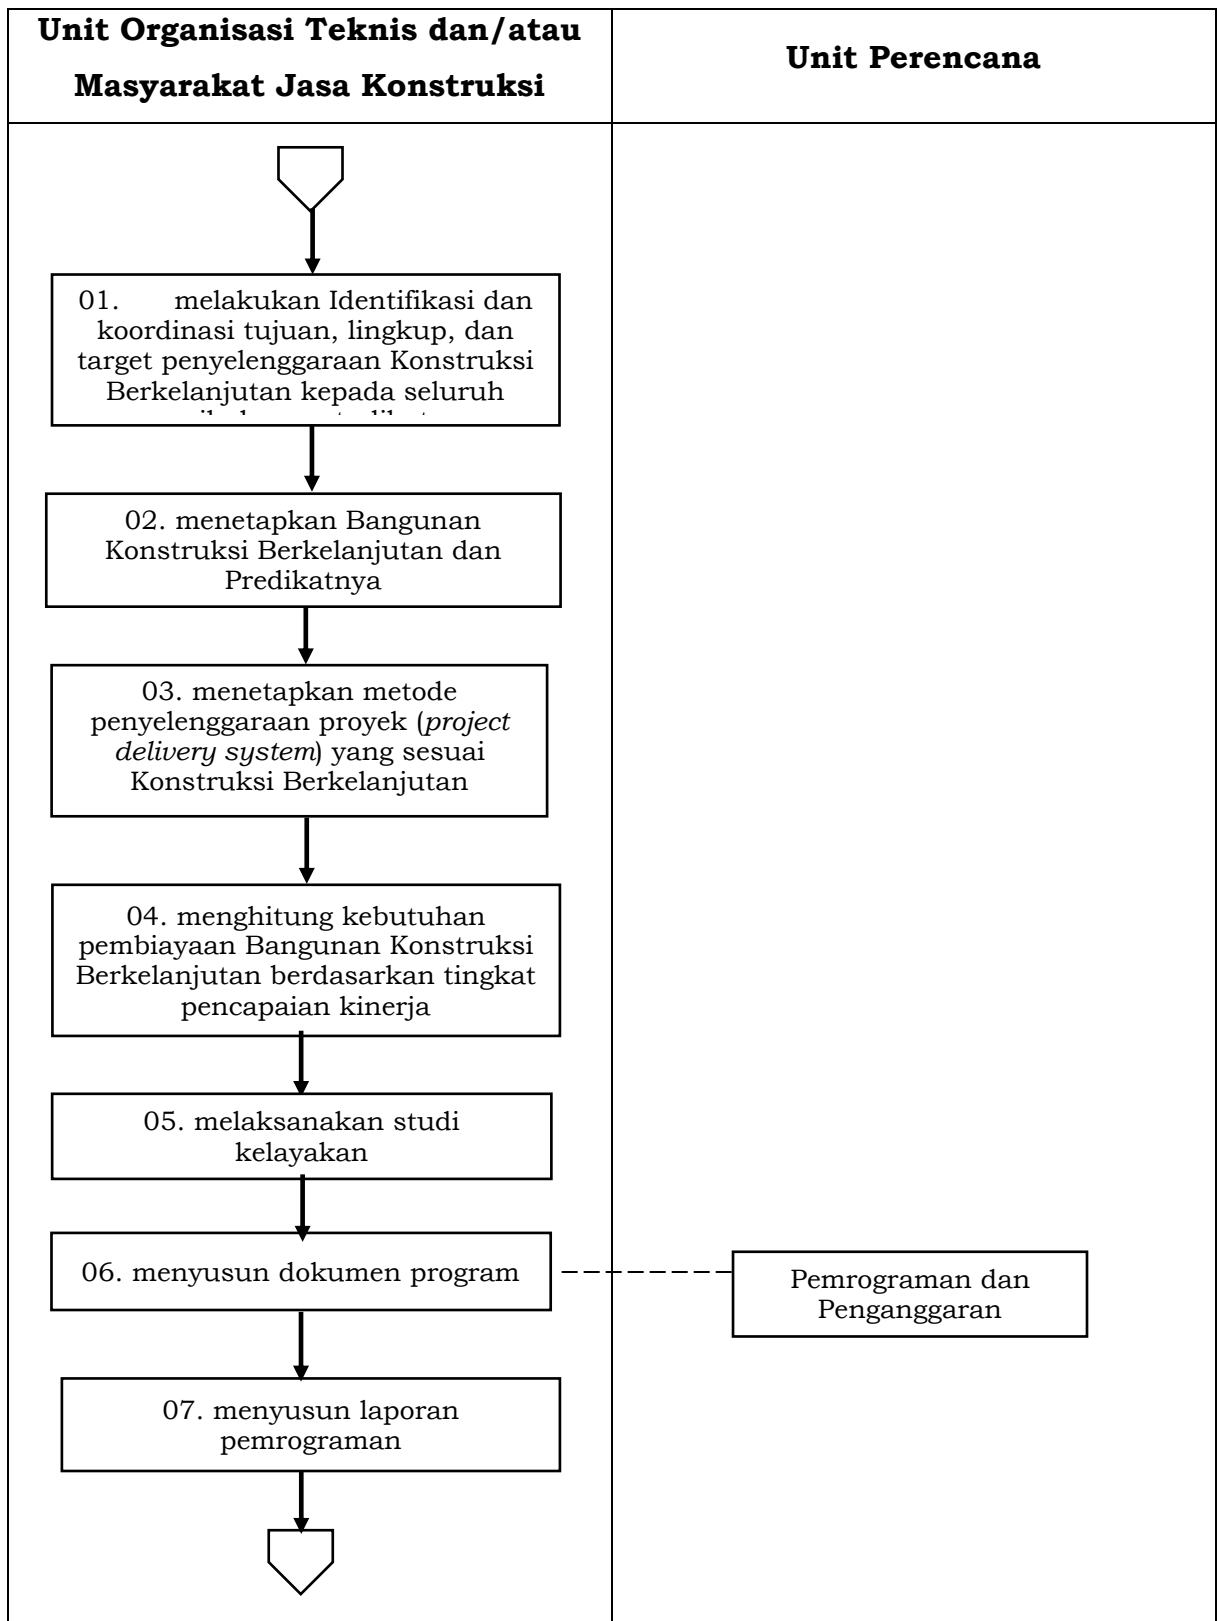 Unit Organisasi Teknis dan/atau
Masyarakat Jasa Konstruksi
Unit Perencana
01. melakukan Identifikasi dan
koordinasi tujuan, lingkup, dan
target penyelenggaraan Konstruksi
Berkelanjutan kepada seluruh
02. menetapkan Bangunan
Konstruksi Berkelanjutan dan
Predikatnya
03. menetapkan metode
penyelenggaraan proyek (project
delivery system) yang sesuai
Konstruksi Berkelanjutan
04. menghitung kebutuhan
pembiayaan Bangunan Konstruksi
Berkelanjutan berdasarkan tingkat
pencapaian kinerja
05. melaksanakan studi
kelayakan
06. menyusun dokumen program
Pemrograman dan
Penganggaran
07. menyusun laporan
pemrograman